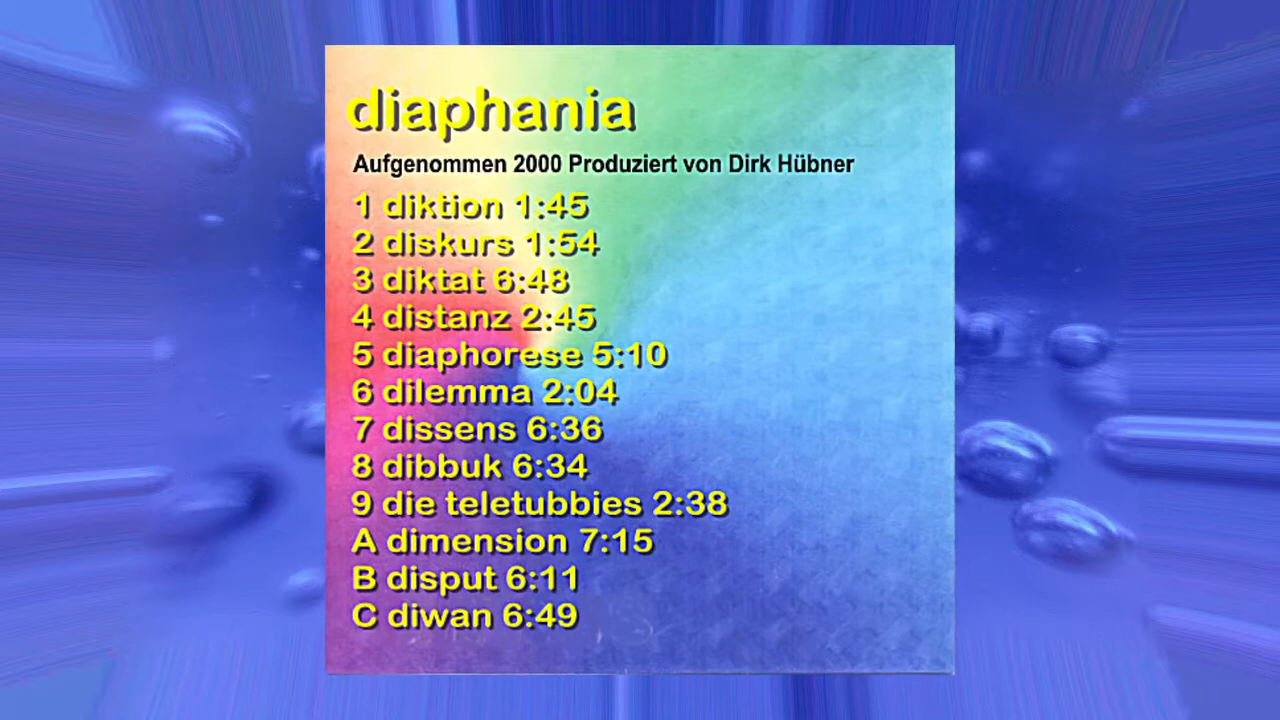 diaphania
Aufgenommen 2000 Produziert von Dirk Hübner
1 diktion 1:45
2 diskurs 1:54
3 diktat 6:48
4 distanz 2:45
5 diaphorese 5:10
6 dilemma 2:04
7 dissens 6:36
8 dibbuk 6:34
9 die teletubbies 2:38
A dimension 7:15
B disput 6:11
C diwan 6:49